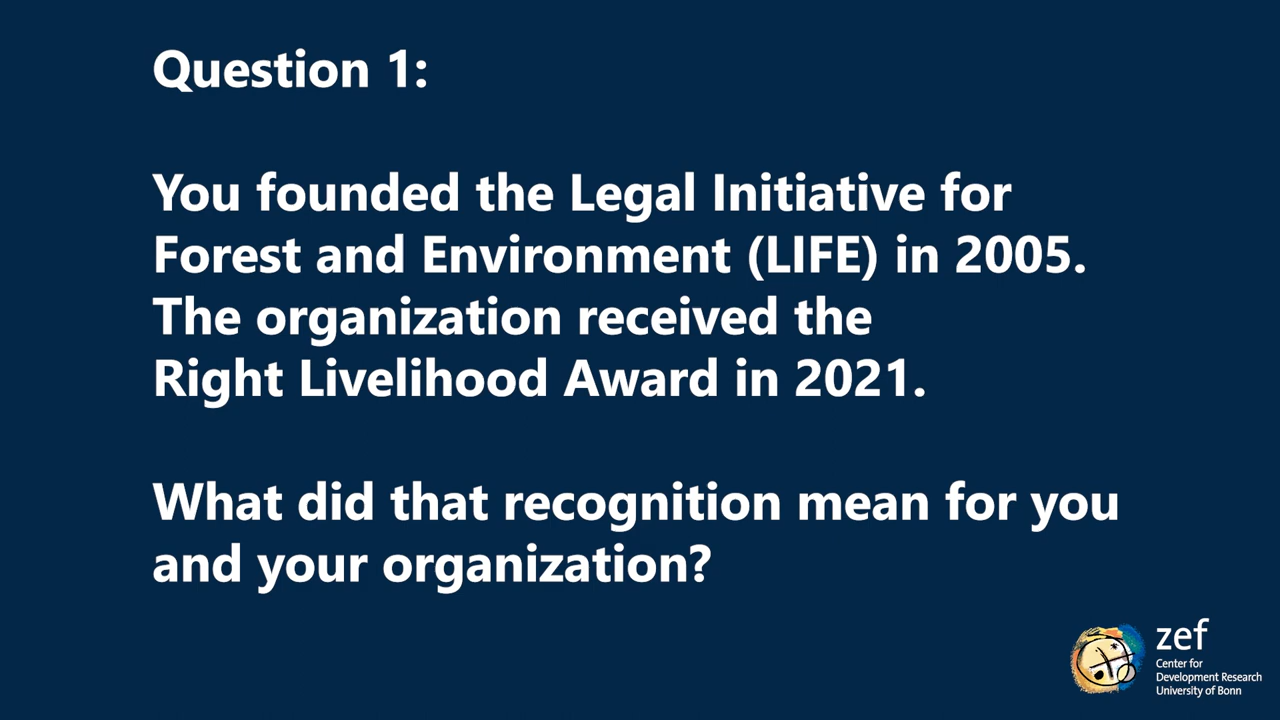 Question 1:
You founded the Legal Initiative for
Forest and Environment (LIFE) in 2005.
The organization received the
Right Livelihood Award in 2021.
What did that recognition mean for you
and your organization?
zef
Center for
Development Research
University of Bonn